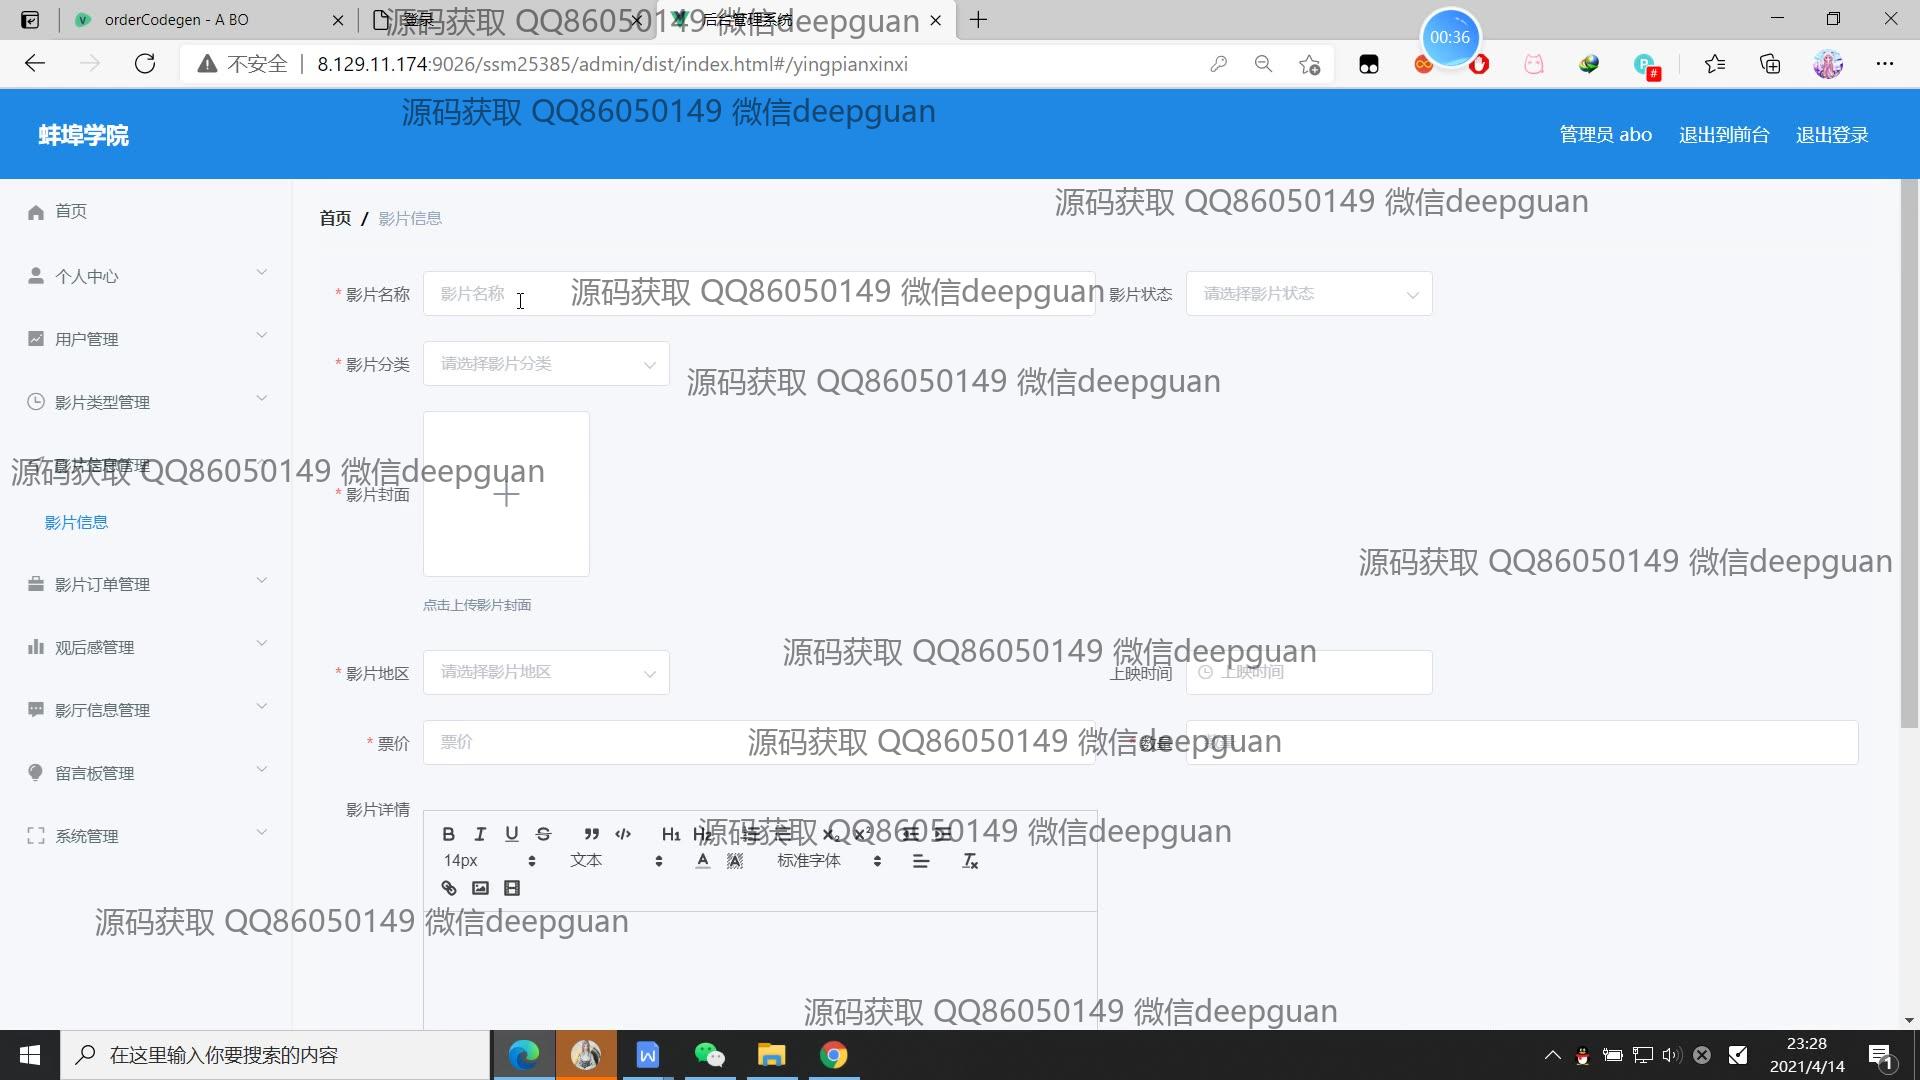 orderCodegen - A BO
登录
后台管理系统
源码获取 QQ86050149 微信deepguan
00:36
不安全
8.129.11.174:9026/ssm25385/admin/dist/index.html#/yingpianxinxi
源码获取 QQ86050149 微信deepguan
蚌埠学院
管理员 abo
退出到前台
退出登录
源码获取 QQ86050149 微信deepguan
首页
首页 / 影片信息
个人中心
* 影片名称
影片名称
源码获取 QQ86050149 微信deepguan
影片状态
请选择影片状态
用户管理
* 影片分类
请选择影片分类
源码获取 QQ86050149 微信deepguan
影片类型管理
影片信息管理
源码获取 QQ86050149 微信deepguan
* 影片封面
影片信息
源码获取 QQ86050149 微信deepguan
影片订单管理
点击上传影片封面
观后感管理
源码获取 QQ86050149 微信deepguan
* 影片地区
请选择影片地区
上映时间
上映时间
影厅信息管理
* 票价
票价
源码获取 QQ86050149 微信deepguan
* 数量
数量
留言板管理
影片详情
系统管理
B I U S H1 H2 X2 X2
源码获取 QQ86050149 微信deepguan
14px
文本
A
标准字体
源码获取 QQ86050149 微信deepguan
源码获取 QQ86050149 微信deepguan
在这里输入你要搜索的内容
23:28
2021/4/14
1